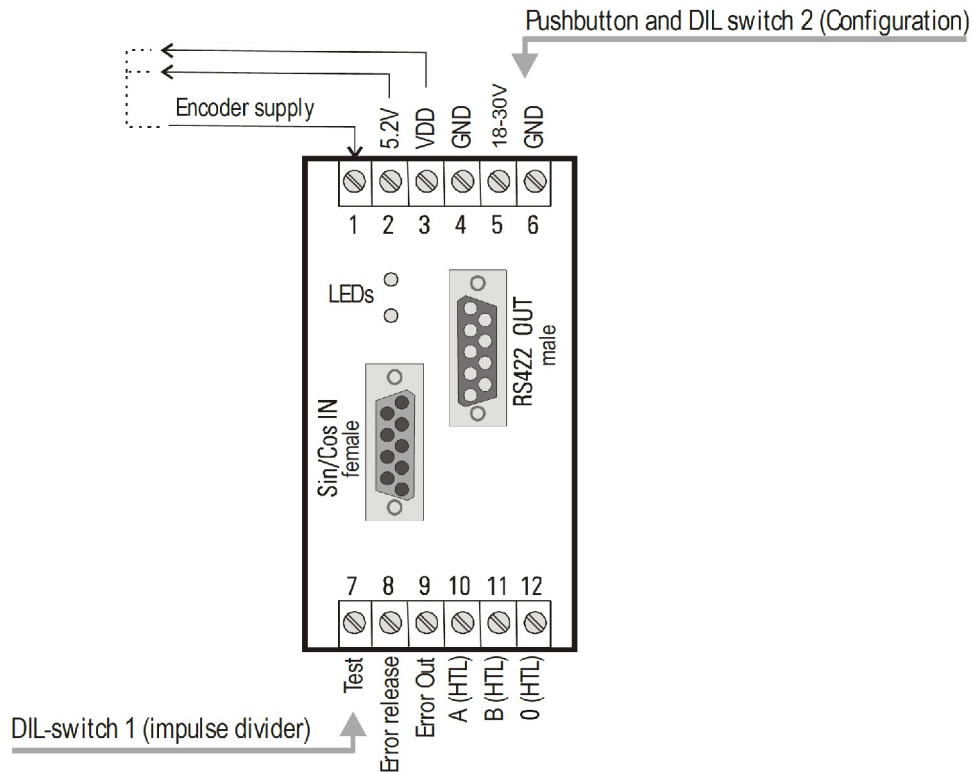 Pushbutton and DIL switch 2 (Configuration)
Encoder supply
5.2V
VDD
GND
18-30V
GND
1 2 3 4 5 6
LEDs
RS422 OUT
male
Sin/Cos IN
female
7 8 9 10 11 12
Test
Error release
Error Out
A (HTL)
B (HTL)
0 (HTL)
DIL-switch 1 (impulse divider)